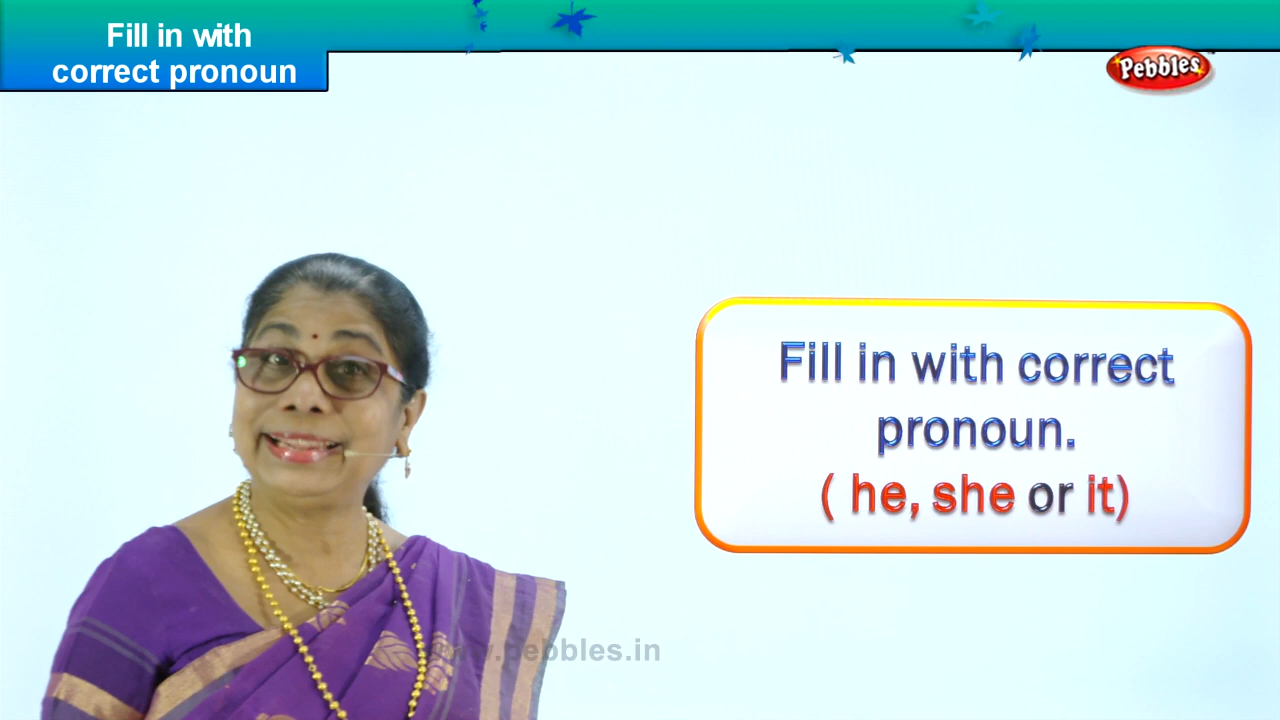 Fill in with
correct pronoun
Pebbles
Fill in with correct
pronoun.
( he, she or it)
www.pebbles.in